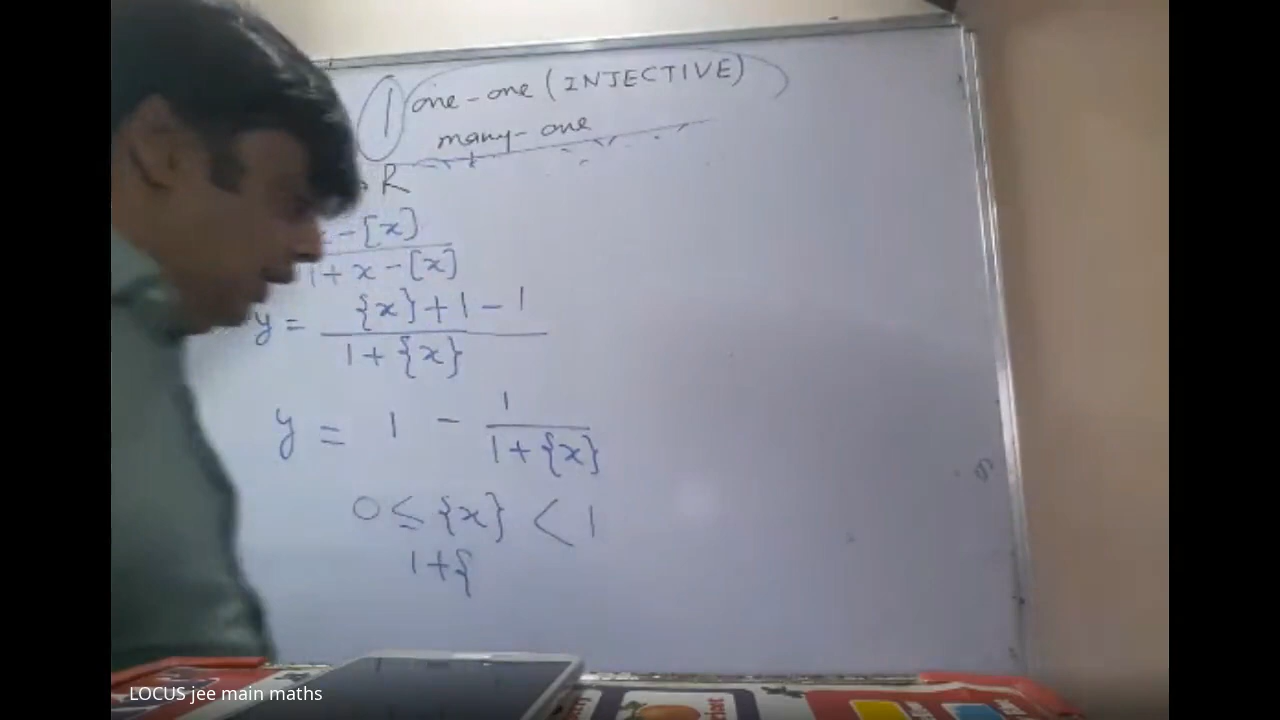 one-one (INJECTIVE)
many-one
R
-[x]
1+x-[x]
y = {x}+1-1
1+{x}
y = 1 - 1
1+{x}
0 ≤ {x} < 1
1+{
LOCUS jee main maths